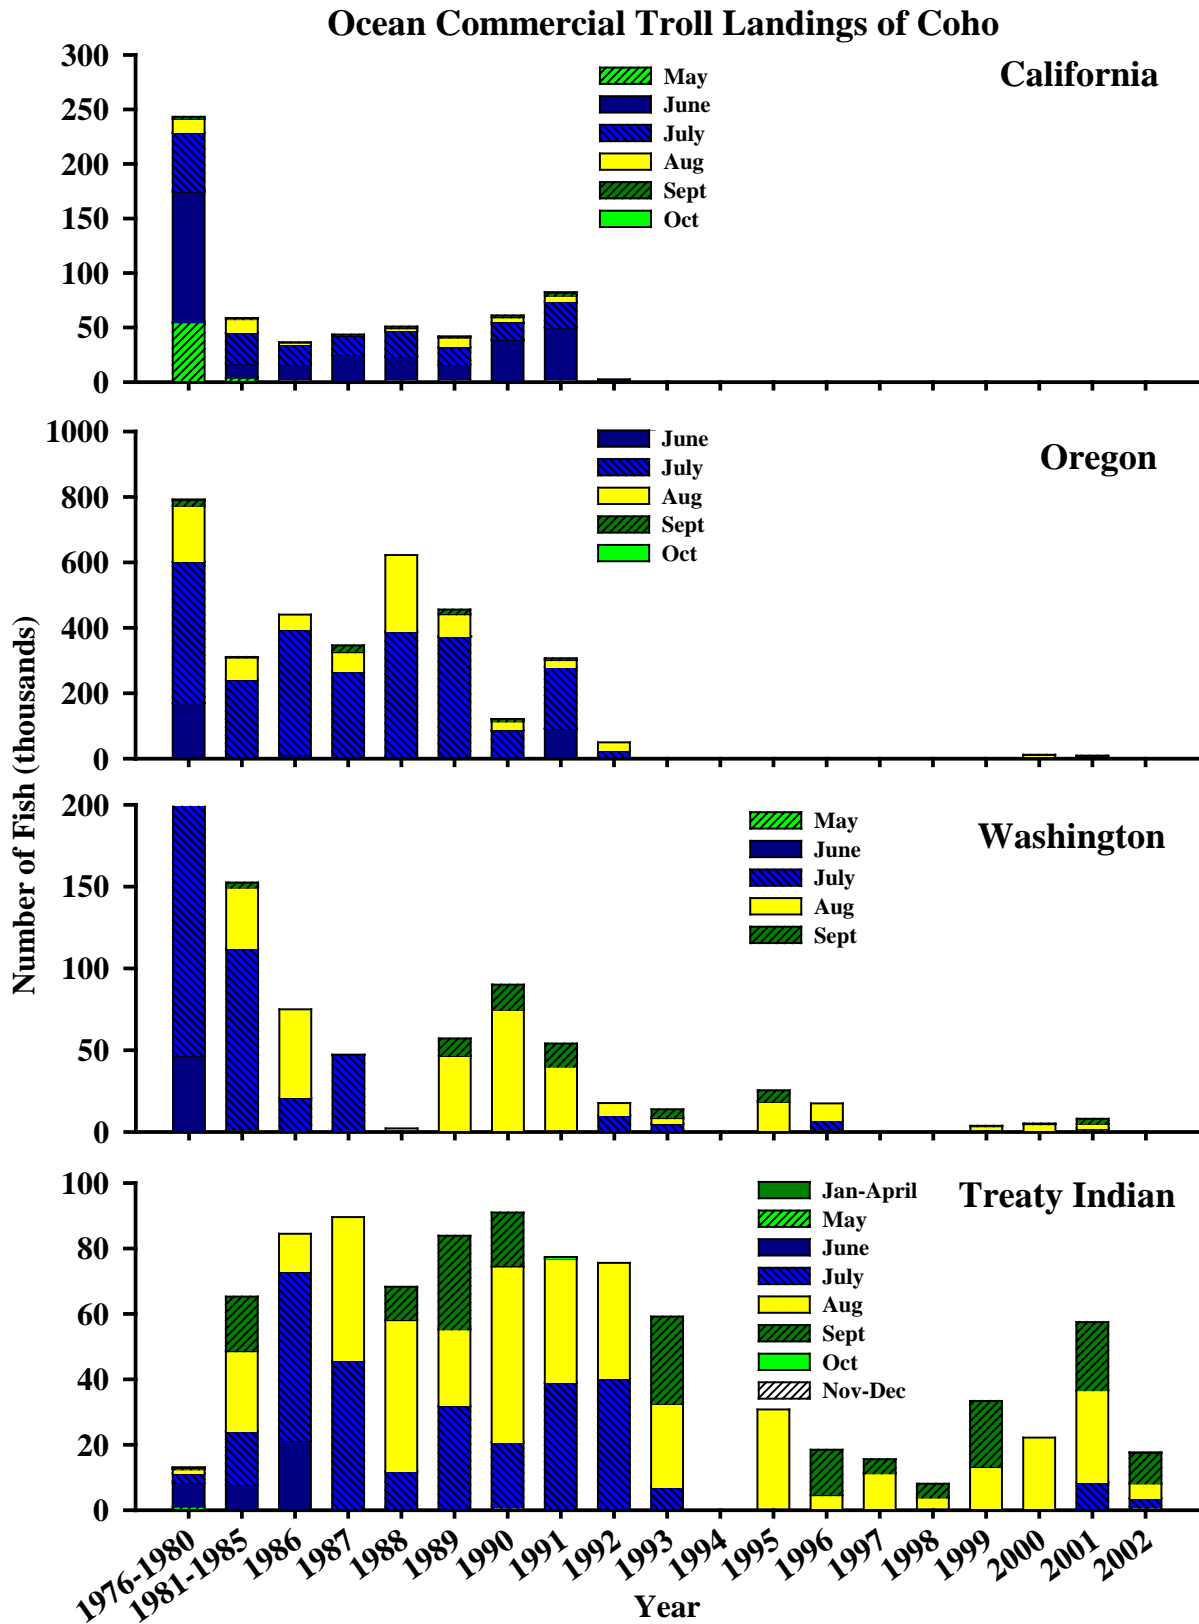 Ocean Commercial Troll Landings of Coho
California
300
250
200
150
100
50
0
May
June
July
Aug
Sept
Oct
Oregon
1000
800
600
400
200
0
June
July
Aug
Sept
Oct
Number of Fish (thousands)
Washington
200
150
100
50
0
May
June
July
Aug
Sept
Treaty Indian
100
80
60
40
20
0
Jan-April
May
June
July
Aug
Sept
Oct
Nov-Dec
1976-1980
1981-1985
1986
1987
1988
1989
1990
1991
1992
1993
1994
1995
1996
1997
1998
1999
2000
2001
2002
Year